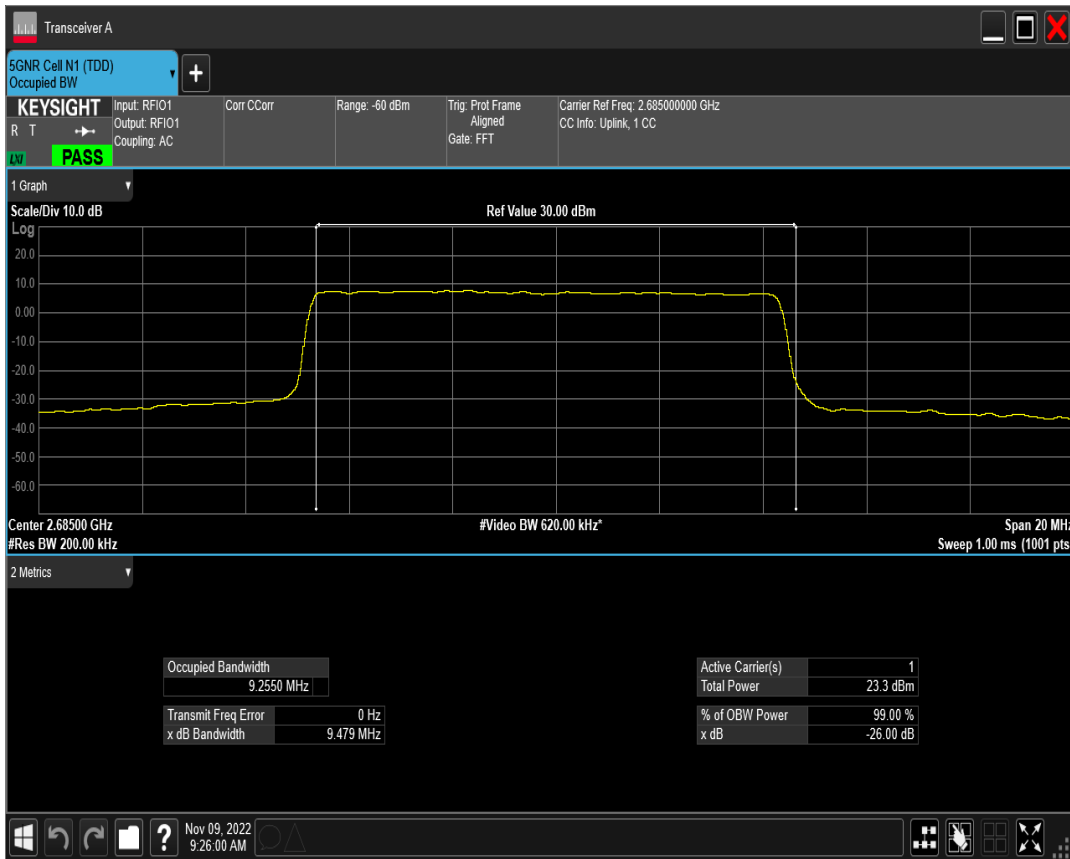 Transceiver A
5GNR Cell N1 (TDD)
Occupied BW
+
KEYSIGHT
R T
LXI
PASS
Input: RFIO1
Output: RFIO1
Coupling: AC
Corr CCorr
Range: -60 dBm
Trig: Prot Frame
Aligned
Gate: FFT
Carrier Ref Freq: 2.685000000 GHz
CC Info: Uplink, 1 CC
1 Graph
Scale/Div 10.0 dB
Ref Value 30.00 dBm
Log
20.0
10.0
0.00
-10.0
-20.0
-30.0
-40.0
-50.0
-60.0
Center 2.68500 GHz
#Video BW 620.00 kHz*
Span 20 MHz
#Res BW 200.00 kHz
Sweep 1.00 ms (1001 pts
2 Metrics
Occupied Bandwidth
9.2550 MHz
Transmit Freq Error 0 Hz
x dB Bandwidth 9.479 MHz
Active Carrier(s) 1
Total Power 23.3 dBm
% of OBW Power 99.00 %
x dB -26.00 dB
?
Nov 09, 2022
9:26:00 AM